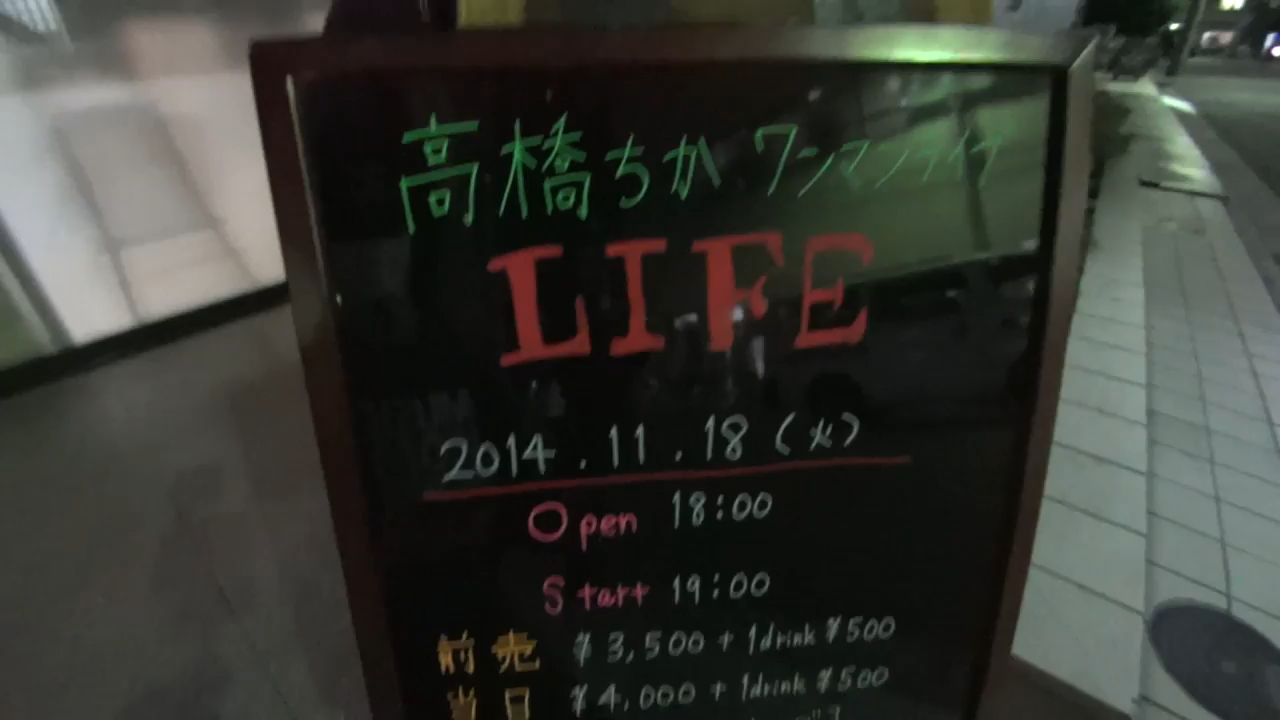 高橋ちか ワンマンライブ
LIFE
2014.11.18(火)
Open 18:00
Start 19:00
前売 ¥3,500 + 1drink ¥500
当日 ¥4,000 + 1drink ¥500